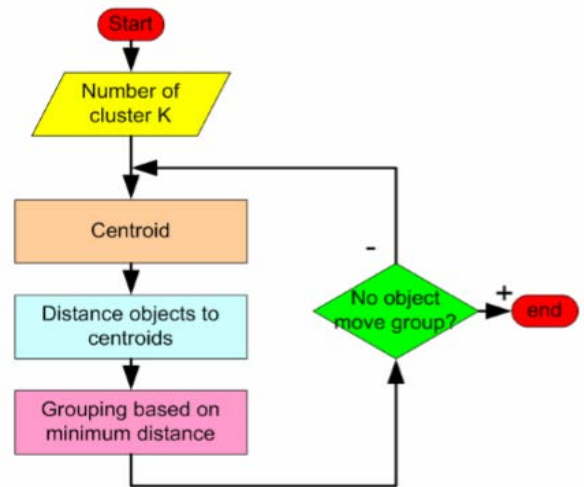 Start
Number of
cluster K
Centroid
Distance objects to
centroids
Grouping based on
minimum distance
-
No object
move group?
+
end